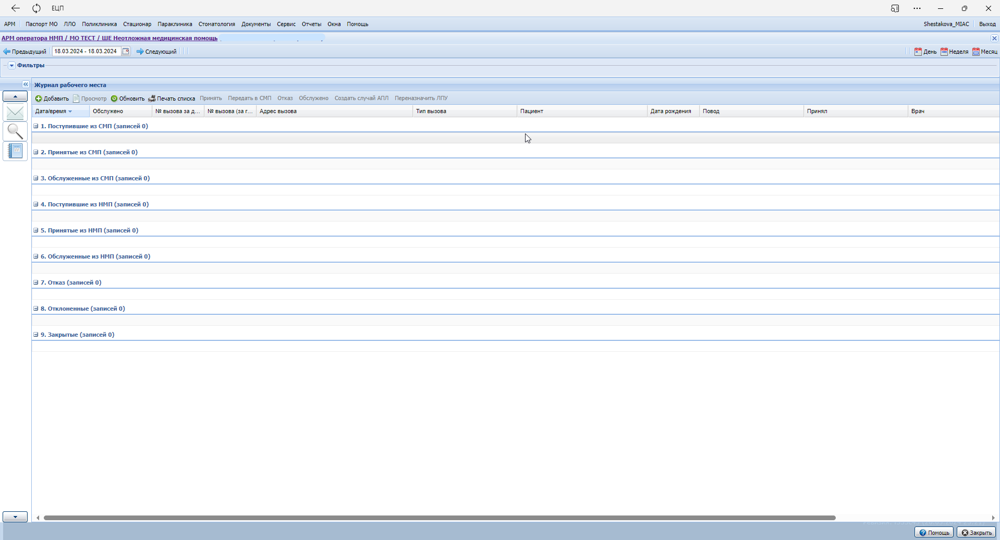 ЕЦП
АРМ Паспорт МО ЛЛО Поликлиника Стационар Параклиника Стоматология Документы Сервис Отчеты Окна Помощь Shestakova_MIAC Выход
АРМ оператора НМП / МО ТЕСТ / ШЕ Неотложная медицинская помощь
Предыдущий 18.03.2024 - 18.03.2024 Следующий День Неделя Месяц
Фильтры
Журнал рабочего места
Добавить Просмотр Обновить Печать списка Принять Передать в СМП Отказ Обслужено Создать случай АПЛ Переназначить ЛПУ
Дата/время Обслужено № вызова за д... № вызова (за г... Адрес вызова Тип вызова Пациент Дата рождения Повод Принял Врач
1. Поступившие из СМП (записей 0)
2. Принятые из СМП (записей 0)
3. Обслуженные из СМП (записей 0)
4. Поступившие из НМП (записей 0)
5. Принятые из НМП (записей 0)
6. Обслуженные из НМП (записей 0)
7. Отказ (записей 0)
8. Отклоненные (записей 0)
9. Закрытые (записей 0)
Помощь Закрыть